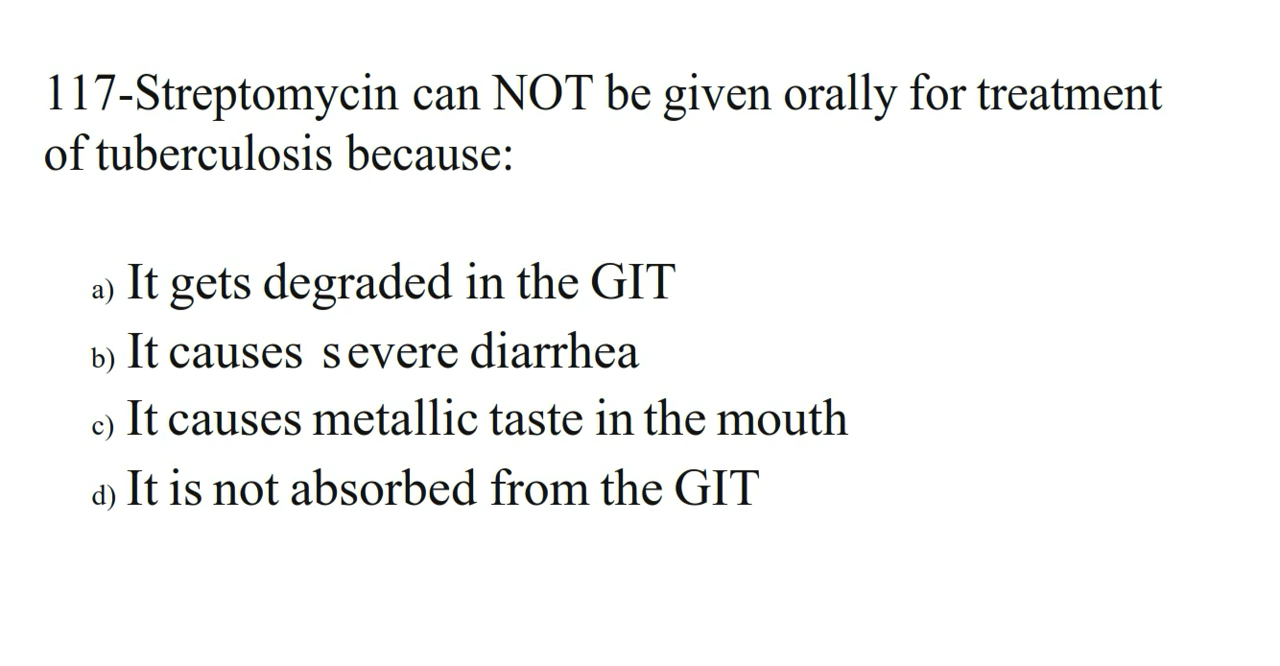 117-Streptomycin can NOT be given orally for treatment
of tuberculosis because:
a) It gets degraded in the GIT
b) It causes severe diarrhea
c) It causes metallic taste in the mouth
d) It is not absorbed from the GIT